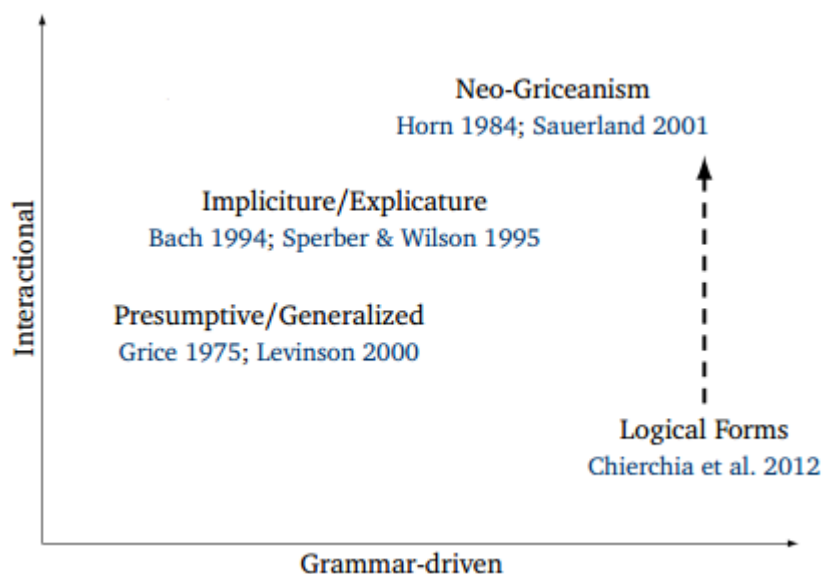 Neo-Griceanism
Horn 1984; Sauerland 2001
Impliciture/Explicature
Bach 1994; Sperber & Wilson 1995
Interactional
Presumptive/Generalized
Grice 1975; Levinson 2000
Logical Forms
Chierchia et al. 2012
Grammar-driven